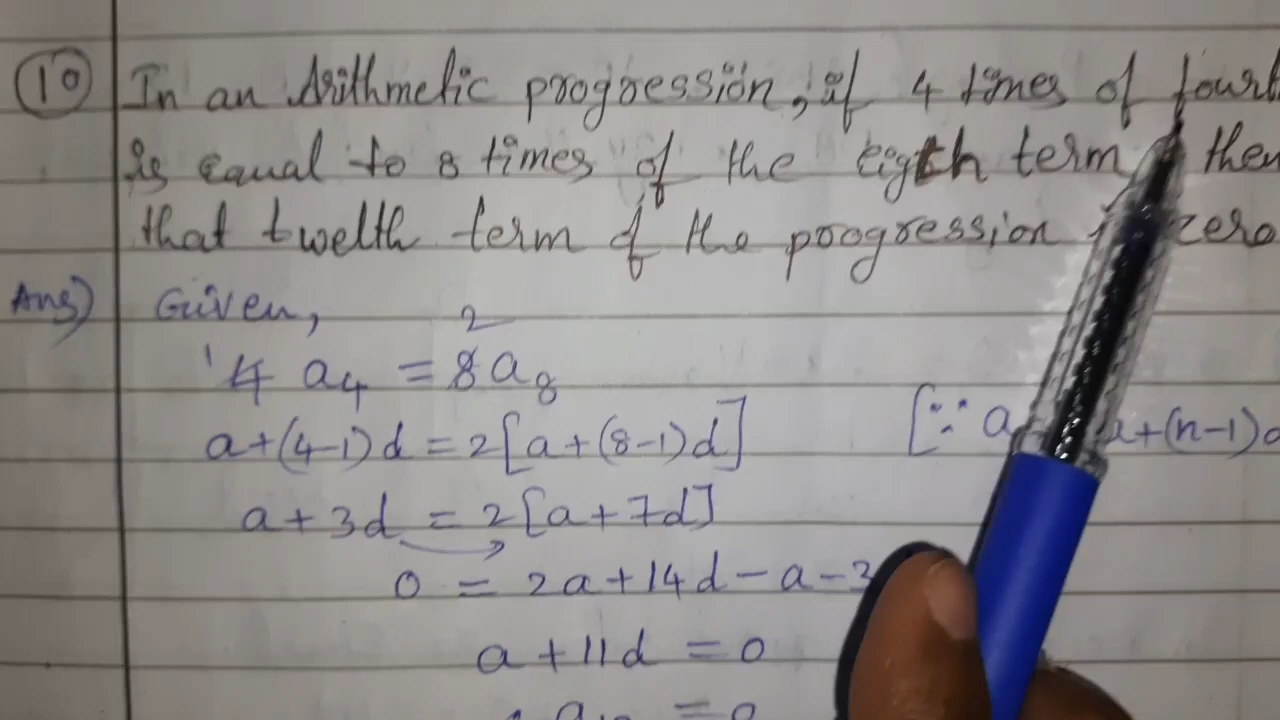 10 In an Arithmetic progression, if 4 times of fourt
is equal to 8 times of the eigth term, then
that twelth term of the progression zero
Ans) Given,
2
1 4 a₄ = 8 a₈
a+(4-1)d = 2[a+(8-1)d] [∵ a a+(n-1)d
a+3d = 2[a+7d]
0 = 2a+14d-a-3
a+11d = 0
= 0